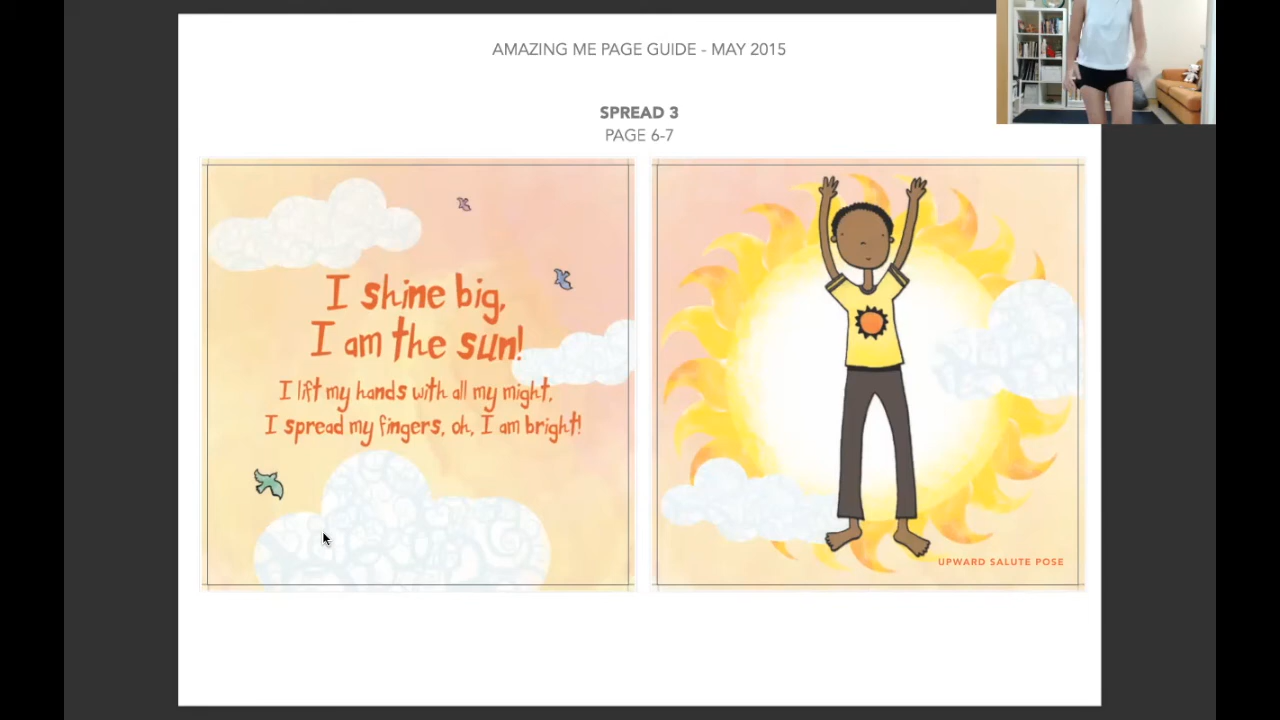 AMAZING ME PAGE GUIDE - MAY 2015
SPREAD 3
PAGE 6-7
I shine big,
I am the sun!
I lift my hands with all my might,
I spread my fingers, oh, I am bright!
UPWARD SALUTE POSE